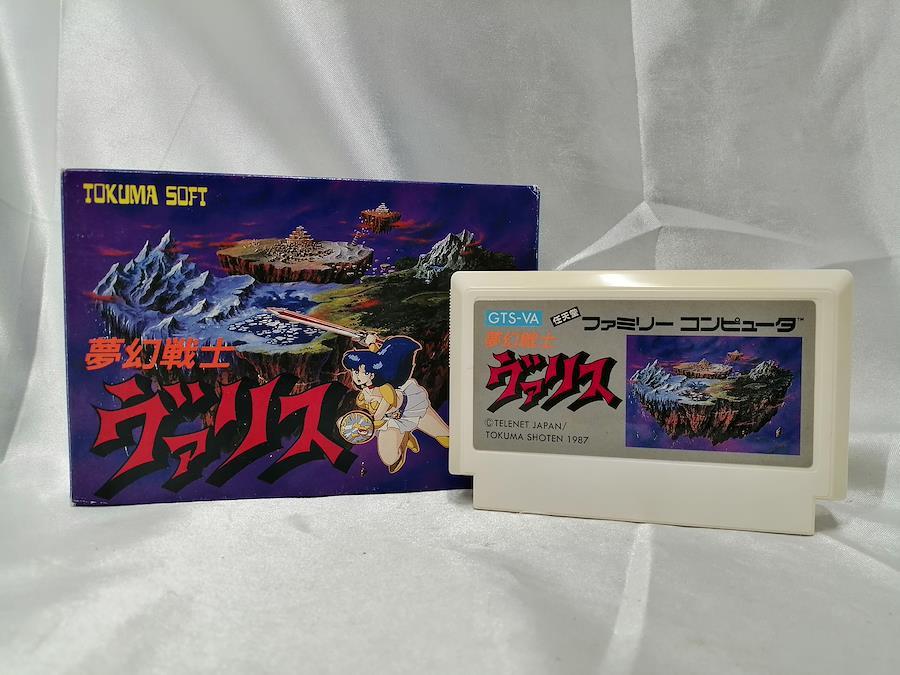 TOKUMA SOFT
夢幻戦士
ヴァリス
GTS-VA 任天堂 ファミリー コンピュータ™
夢幻戦士
ヴァリス
©TELENET JAPAN/
TOKUMA SHOTEN 1987